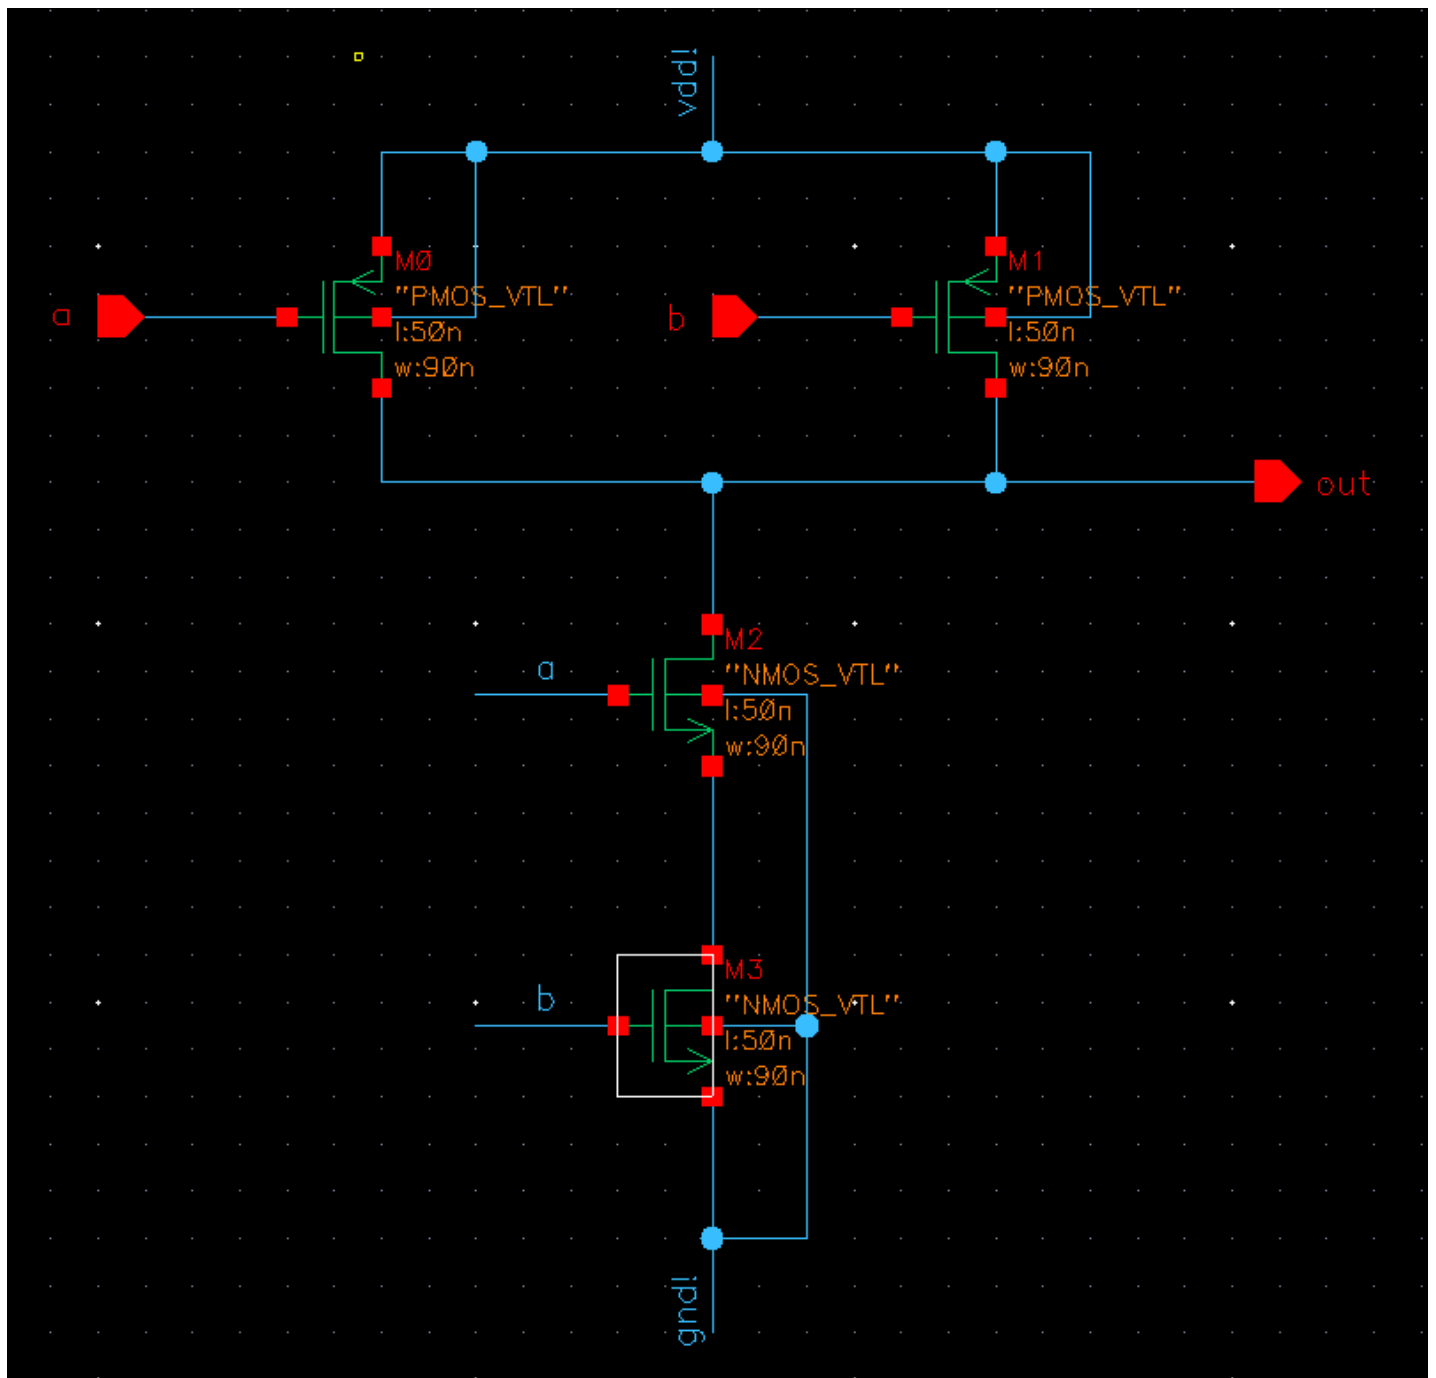 vdd!
a
M0
"PMOS_VTL"
l:50n
w:90n
b
M1
"PMOS_VTL"
l:50n
w:90n
out
a
M2
"NMOS_VTL"
l:50n
w:90n
b
M3
"NMOS_VTL"
l:50n
w:90n
gnd!